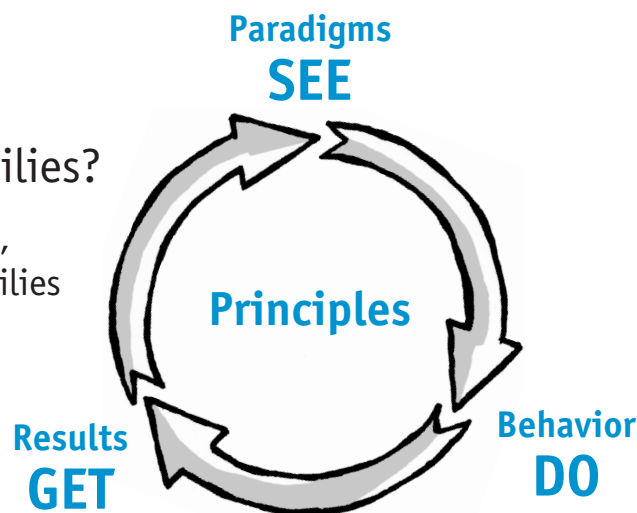 Paradigms
SEE
ilies?
,
ilies
Principles
Behavior
DO
Results
GET